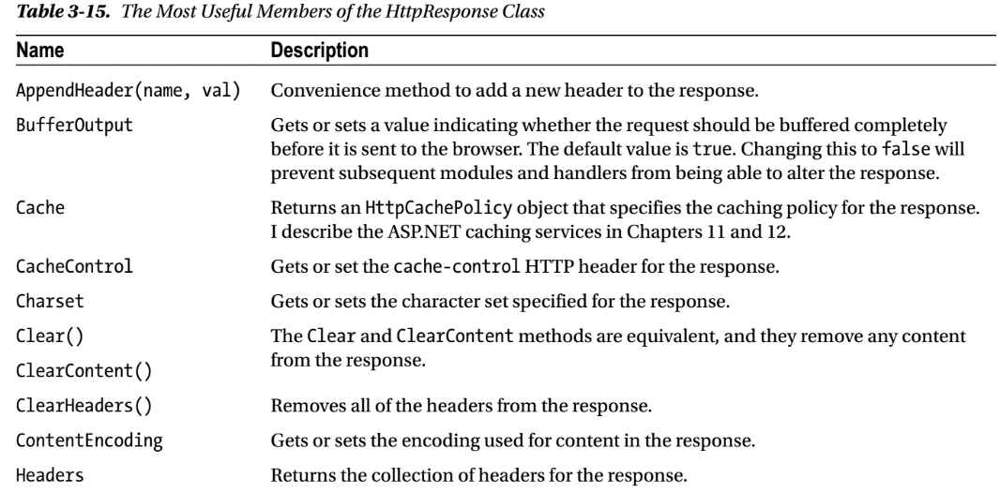 Table 3-15. The Most Useful Members of the HttpResponse Class
Name Description
AppendHeader(name, val) Convenience method to add a new header to the response.
BufferOutput Gets or sets a value indicating whether the request should be buffered completely
before it is sent to the browser. The default value is true. Changing this to false will
prevent subsequent modules and handlers from being able to alter the response.
Cache Returns an HttpCachePolicy object that specifies the caching policy for the response.
I describe the ASP.NET caching services in Chapters 11 and 12.
CacheControl Gets or set the cache-control HTTP header for the response.
Charset Gets or sets the character set specified for the response.
Clear() The Clear and ClearContent methods are equivalent, and they remove any content
from the response.
ClearContent()
ClearHeaders() Removes all of the headers from the response.
ContentEncoding Gets or sets the encoding used for content in the response.
Headers Returns the collection of headers for the response.